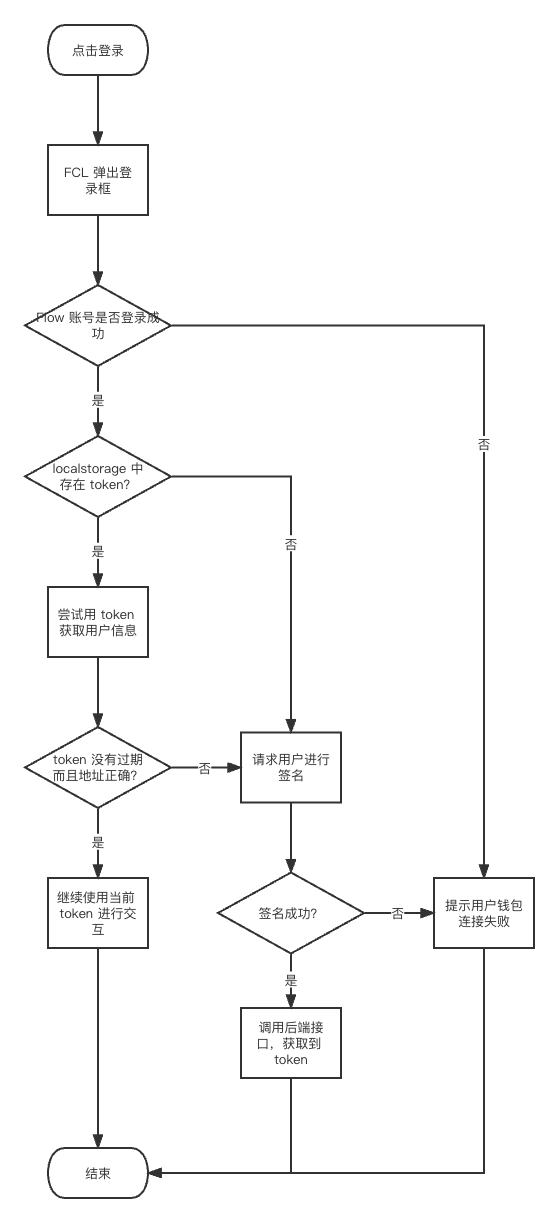 点击登录
FCL 弹出登
录框
Flow 账号是否登录成
功
是
否
localstorage 中
存在 token?
是
否
尝试用 token
获取用户信息
token 没有过期
而且地址正确?
否
请求用户进行
签名
是
继续使用当前
token 进行交
互
签名成功?
否
提示用户钱包
连接失败
是
调用后端接
口，获取到
token
结束